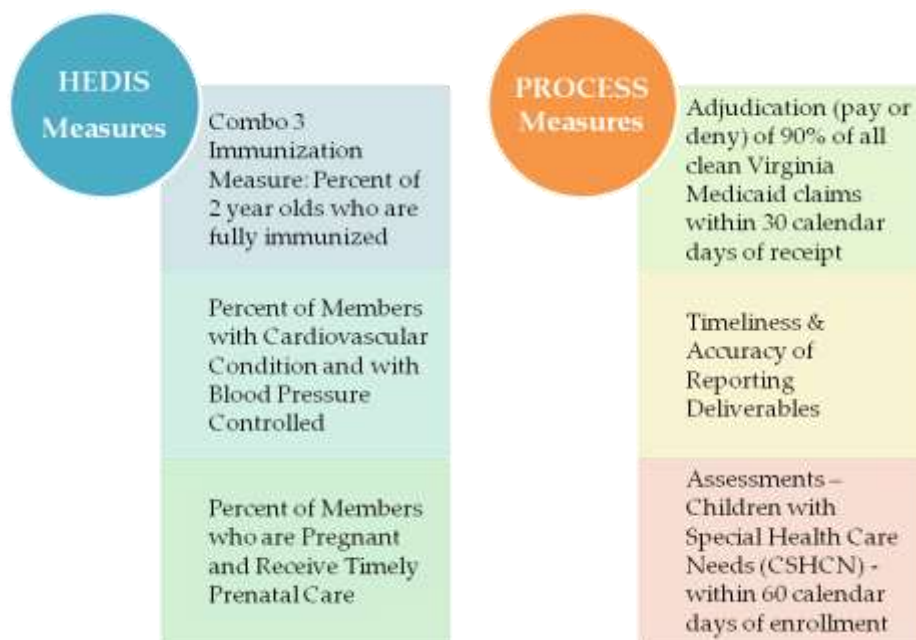 HEDIS
Measures
Combo 3
Immunization
Measure: Percent of
2 year olds who are
fully immunized
Percent of Members
with Cardiovascular
Condition and with
Blood Pressure
Controlled
Percent of Members
who are Pregnant
and Receive Timely
Prenatal Care
PROCESS
Measures
Adjudication (pay or
deny) of 90% of all
clean Virginia
Medicaid claims
within 30 calendar
days of receipt
Timeliness &
Accuracy of
Reporting
Deliverables
Assessments –
Children with
Special Health Care
Needs (CSHCN) -
within 60 calendar
days of enrollment